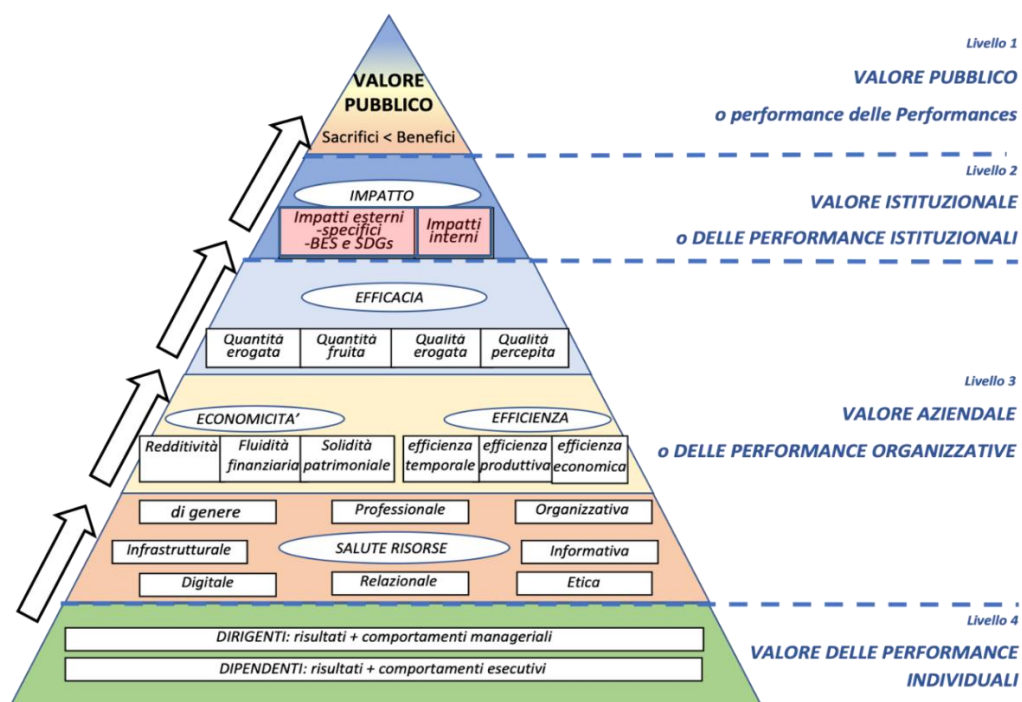 Livello 1
VALORE PUBBLICO
o performance delle Performances
VALORE
PUBBLICO
Sacrifici < Benefici
Livello 2
VALORE ISTITUZIONALE
o DELLE PERFORMANCE ISTITUZIONALI
IMPATTO
Impatti esterni
-specifici
-BES e SDGs
Impatti
interni
EFFICACIA
Quantità
erogata
Quantità
fruita
Qualità
erogata
Qualità
percepita
Livello 3
VALORE AZIENDALE
o DELLE PERFORMANCE ORGANIZZATIVE
ECONOMICITA'
EFFICIENZA
Redditività
Fluidità
finanziaria
Solidità
patrimoniale
efficienza
temporale
efficienza
produttiva
efficienza
economica
di genere
Professionale
Organizzativa
Infrastrutturale
SALUTE RISORSE
Informativa
Digitale
Relazionale
Etica
Livello 4
VALORE DELLE PERFORMANCE
INDIVIDUALI
DIRIGENTI: risultati + comportamenti manageriali
DIPENDENTI: risultati + comportamenti esecutivi